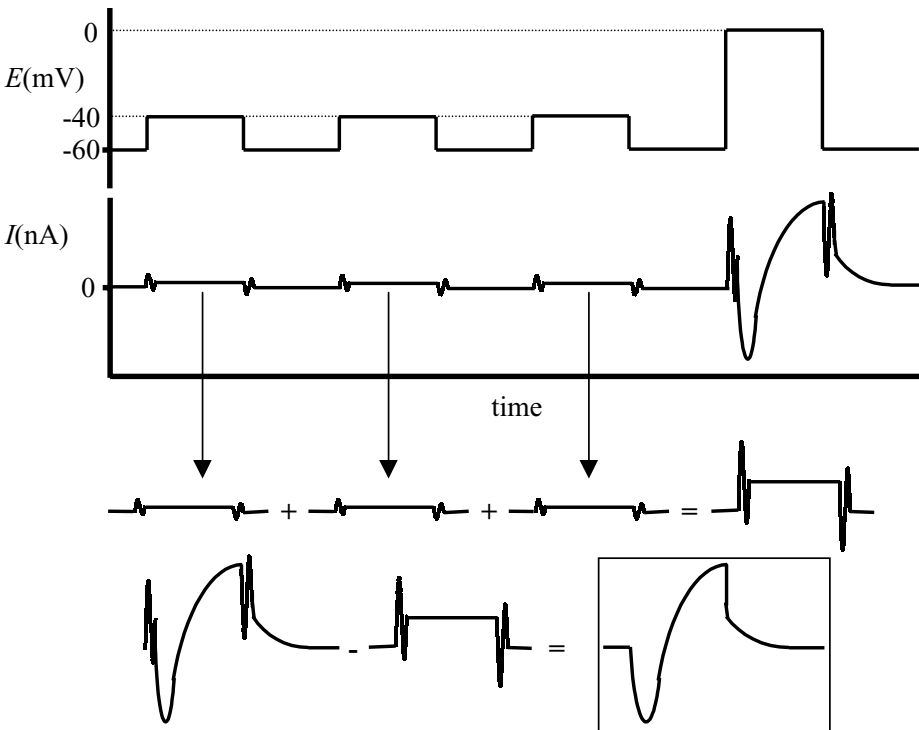 0
E(mV)
-40
-60
I(nA)
0
time
+ + =
- =